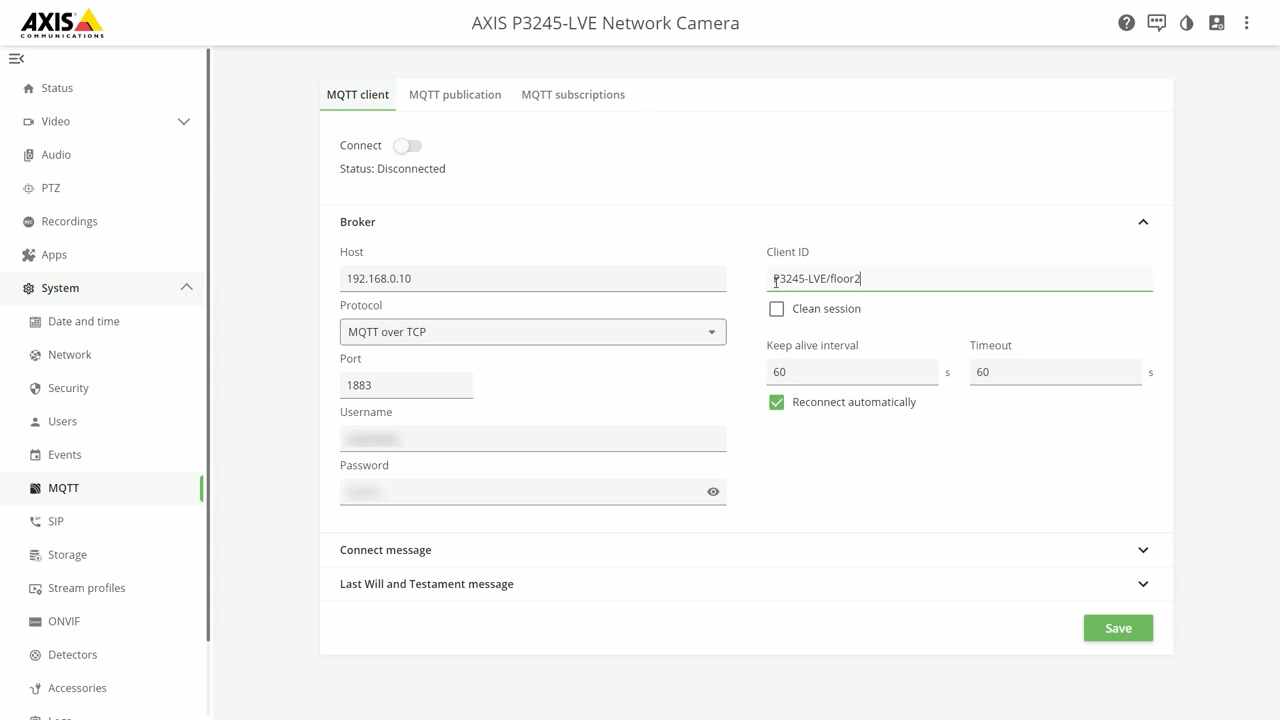 AXIS
COMMUNICATIONS
AXIS P3245-LVE Network Camera
Status
Video
Audio
PTZ
Recordings
Apps
System
Date and time
Network
Security
Users
Events
MQTT
SIP
Storage
Stream profiles
ONVIF
Detectors
Accessories
Logs
MQTT client
MQTT publication
MQTT subscriptions
Connect
Status: Disconnected
Broker
Host
192.168.0.10
Protocol
MQTT over TCP
Port
1883
Username
Password
Client ID
P3245-LVE/floor2
Clean session
Keep alive interval
60 s
Timeout
60 s
Reconnect automatically
Connect message
Last Will and Testament message
Save